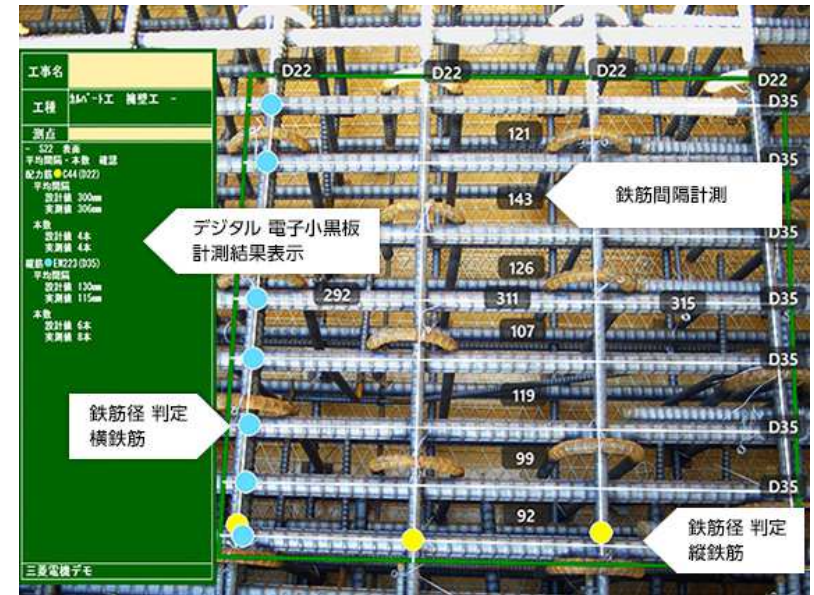 工事名
工種
カルバート工 擁壁工 -
測点
- S22 表面
平均間隔・本数 確認
配力筋 C44(D22)
平均間隔
設計値 300mm
実測値 306mm
本数
設計値 4本
実測値 4本
縦筋 EW223(D35)
平均間隔
設計値 130mm
実測値 115mm
本数
設計値 6本
実測値 8本
三菱電機デモ
デジタル 電子小黒板
計測結果表示
鉄筋径 判定
横鉄筋
D22
D22
D22
D22
D35
121
D35
143
鉄筋間隔計測
D35
126
292
311
315
D35
107
D35
119
D35
99
D35
92
鉄筋径 判定
縦鉄筋